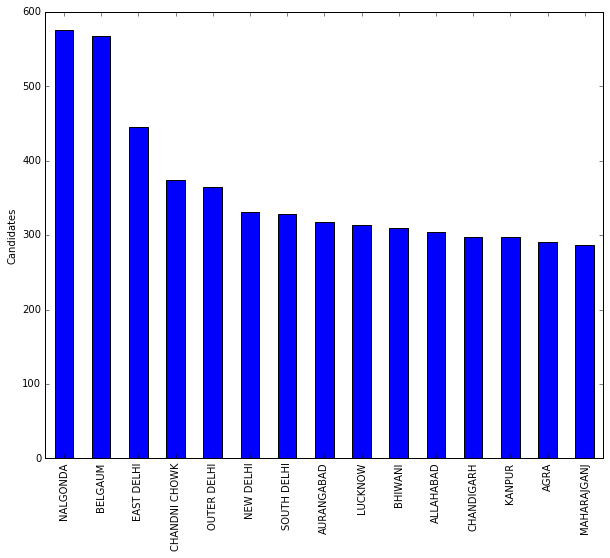 600
500
400
300
200
100
0
Candidates
NALGONDA
BELGAUM
EAST DELHI
CHANDNI CHOWK
OUTER DELHI
NEW DELHI
SOUTH DELHI
AURANGABAD
LUCKNOW
BHIWANI
ALLAHABAD
CHANDIGARH
KANPUR
AGRA
MAHARAJGANJ